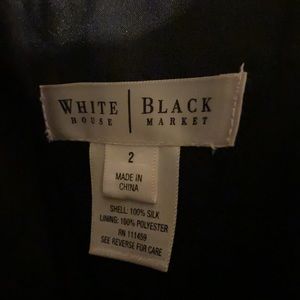 WHITE | BLACK
HOUSE | MARKET
2
MADE IN
CHINA
SHELL: 100% SILK
LINING: 100% POLYESTER
RN 111459
SEE REVERSE FOR CARE